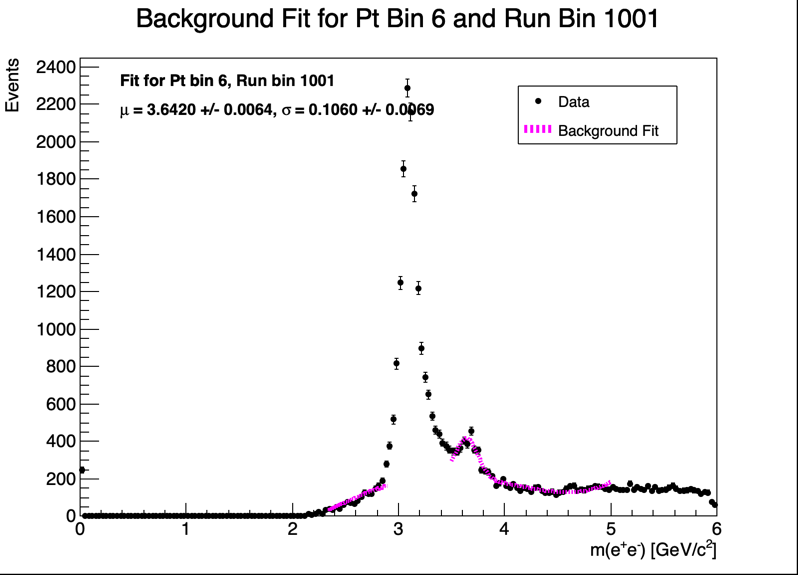 Background Fit for Pt Bin 6 and Run Bin 1001
Events
2400
2200
2000
1800
1600
1400
1200
1000
800
600
400
200
0
Fit for Pt bin 6, Run bin 1001
μ = 3.6420 +/- 0.0064, σ = 0.1060 +/- 0.0069
Data
Background Fit
0 1 2 3 4 5 6
m(e⁺e⁻) [GeV/c²]